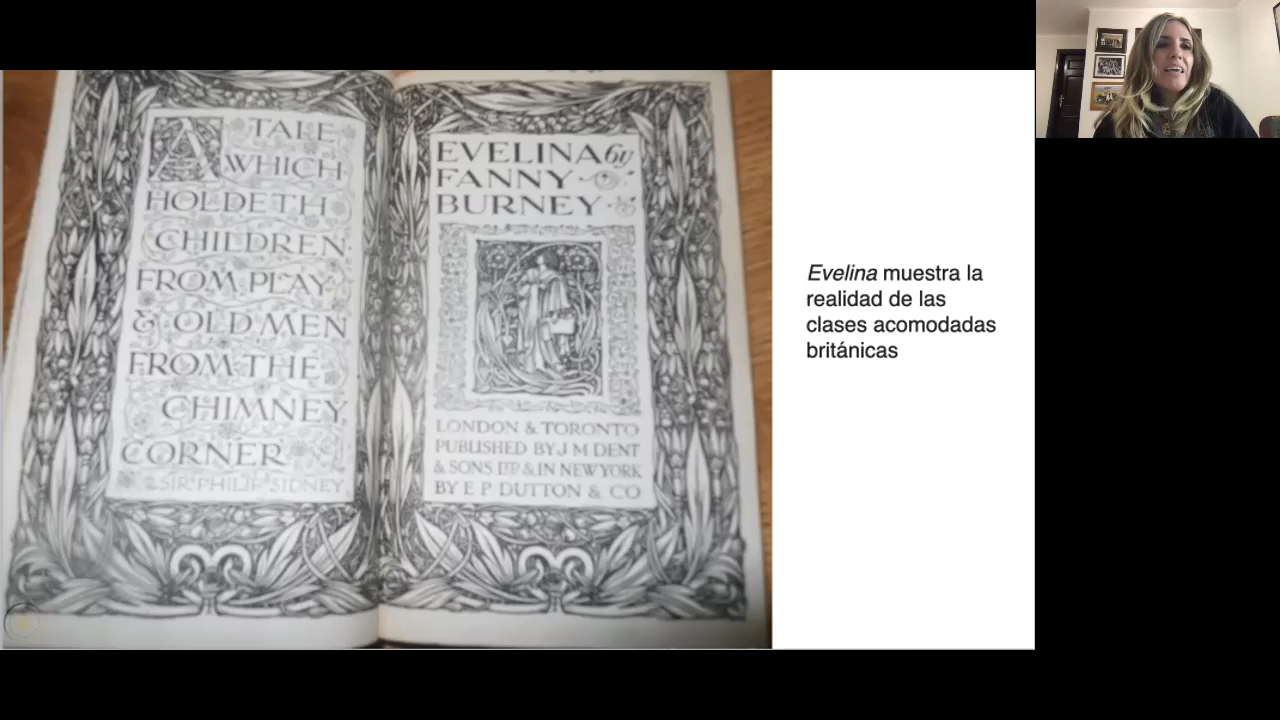 A TALE
WHICH
HOLDETH
CHILDREN
FROM PLAY
& OLD MEN
FROM THE
CHIMNEY
CORNER
SIR PHILIP SIDNEY
EVELINA by
FANNY
BURNEY
LONDON & TORONTO
PUBLISHED BY J M DENT
& SONS LTD & IN NEW YORK
BY E P DUTTON & CO
Evelina muestra la
realidad de las
clases acomodadas
británicas